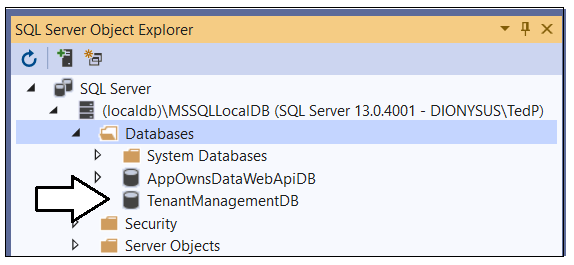 SQL Server Object Explorer
SQL Server
(localdb)\MSSQLLocalDB (SQL Server 13.0.4001 - DIONYSUS\TedP)
Databases
System Databases
AppOwnsDataWebApiDB
TenantManagementDB
Security
Server Objects